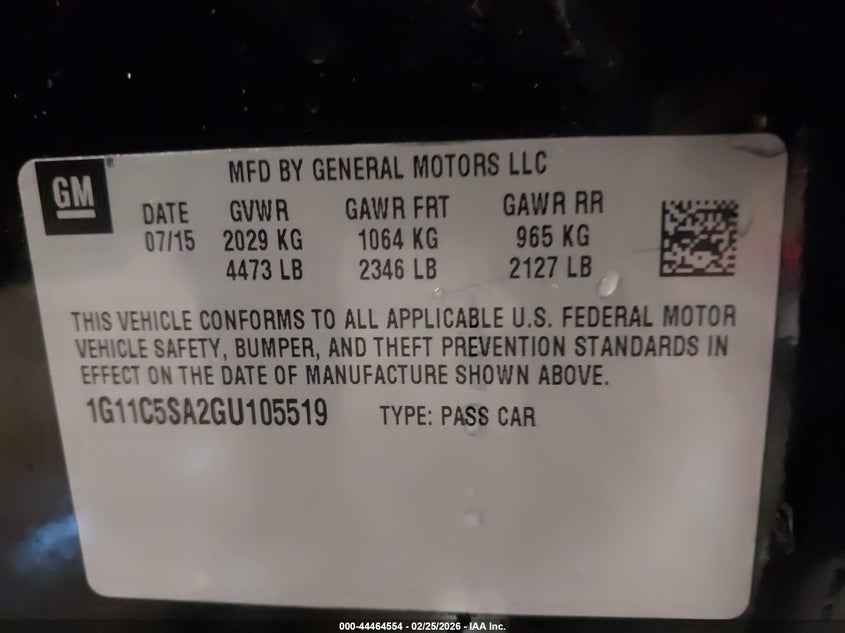 GM
MFD BY GENERAL MOTORS LLC
DATE GVWR GAWR FRT GAWR RR
07/15 2029 KG 1064 KG 965 KG
4473 LB 2346 LB 2127 LB
THIS VEHICLE CONFORMS TO ALL APPLICABLE U.S. FEDERAL MOTOR
VEHICLE SAFETY, BUMPER, AND THEFT PREVENTION STANDARDS IN
EFFECT ON THE DATE OF MANUFACTURE SHOWN ABOVE.
1G11C5SA2GU105519 TYPE: PASS CAR
000-44464554 - 02/25/2026 - IAA Inc.